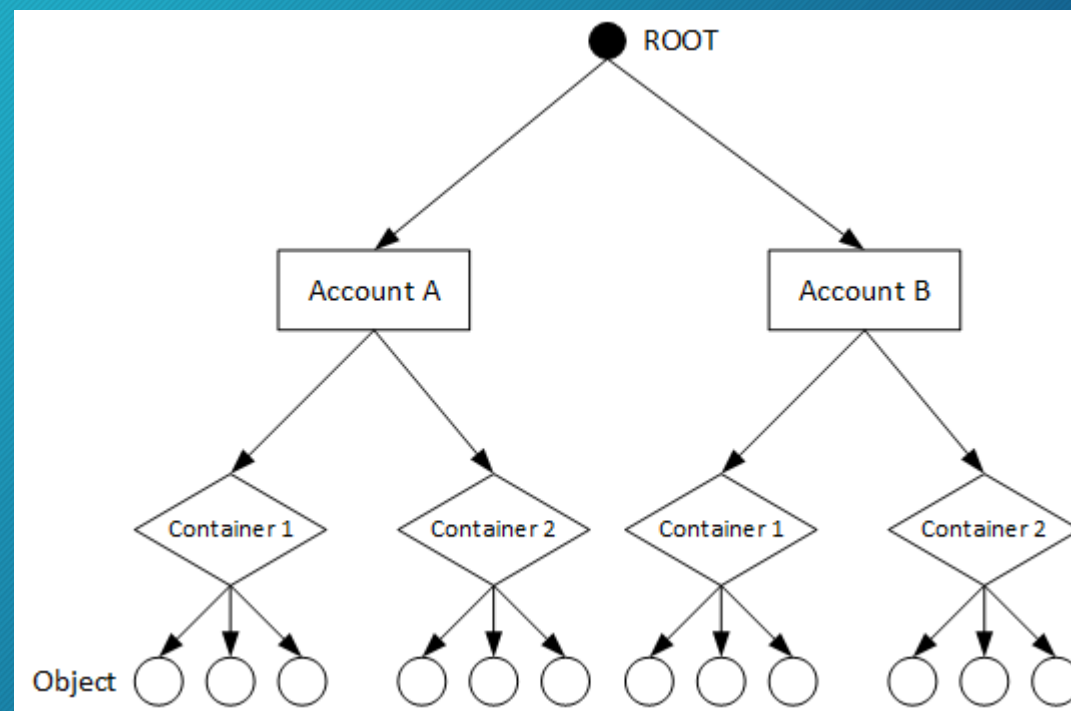 ROOT
Account A
Account B
Container 1
Container 2
Container 1
Container 2
Object